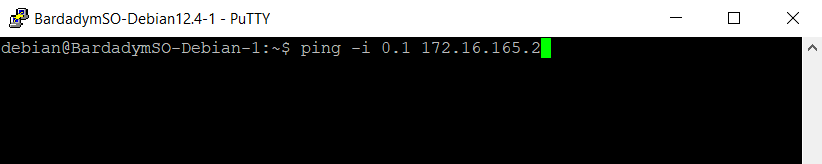 BardadymSO-Debian12.4-1 - PuTTY
debian@BardadymSO-Debian-1:~$ ping -i 0.1 172.16.165.2